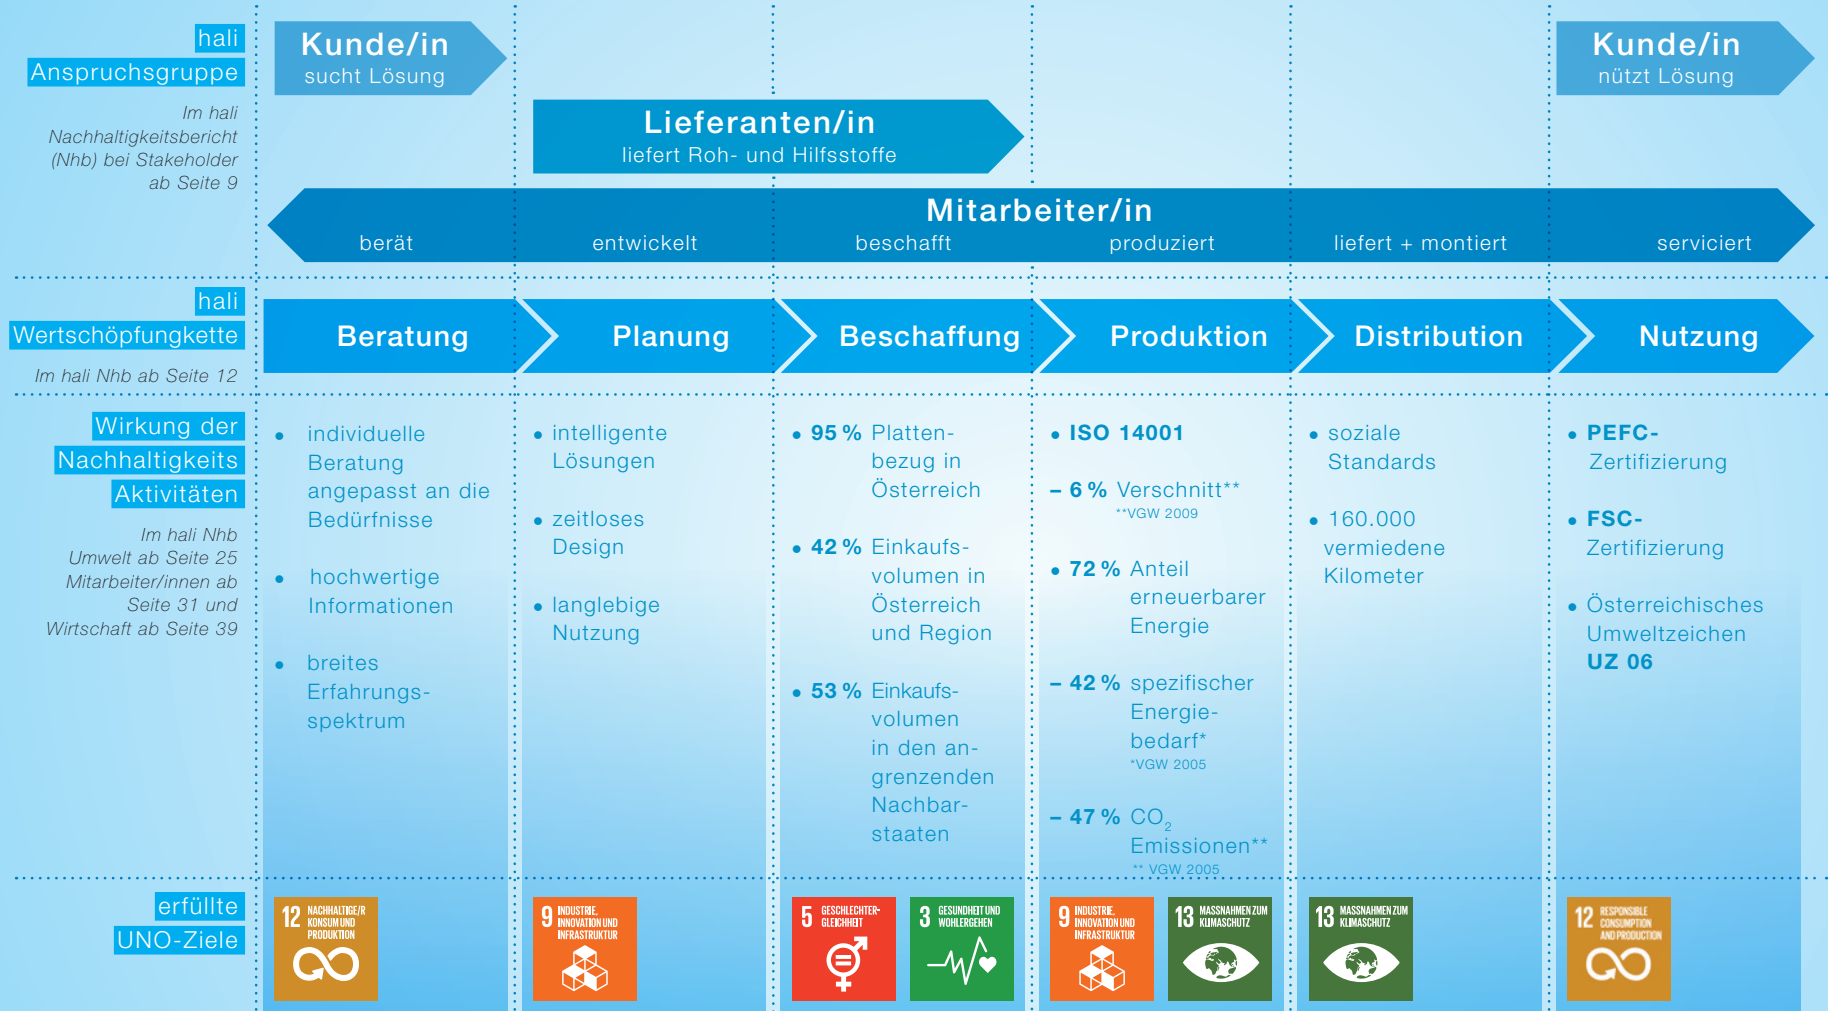 hali
Anspruchsgruppe
Im hali
Nachhaltigkeitsbericht
(Nhb) bei Stakeholder
ab Seite 9
Kunde/in
sucht Lösung
Kunde/in
nützt Lösung
Lieferanten/in
liefert Roh- und Hilfsstoffe
Mitarbeiter/in
berät
entwickelt
beschafft
produziert
liefert + montiert
serviciert
hali
Wertschöpfungkette
Im hali Nhb ab Seite 12
Beratung
Planung
Beschaffung
Produktion
Distribution
Nutzung
Wirkung der
Nachhaltigkeits
Aktivitäten
Im hali Nhb
Umwelt ab Seite 25
Mitarbeiter/innen ab
Seite 31 und
Wirtschaft ab Seite 39
• individuelle
Beratung
angepasst an die
Bedürfnisse
• hochwertige
Informationen
• breites
Erfahrungs-
spektrum
• intelligente
Lösungen
• zeitloses
Design
• langlebige
Nutzung
• 95 % Platten-
bezug in
Österreich
• 42 % Einkaufs-
volumen in
Österreich
und Region
• 53 % Einkaufs-
volumen
in den an-
grenzenden
Nachbar-
staaten
• ISO 14001
– 6 % Verschnitt**
**VGW 2009
• 72 % Anteil
erneuerbarer
Energie
– 42 % spezifischer
Energie-
bedarf*
*VGW 2005
– 47 % CO₂
Emissionen**
** VGW 2005
• soziale
Standards
• 160.000
vermiedene
Kilometer
• PEFC-
Zertifizierung
• FSC-
Zertifizierung
• Österreichisches
Umweltzeichen
UZ 06
erfüllte
UNO-Ziele
12 NACHHALTIGE/R
KONSUM UND
PRODUKTION
9 INDUSTRIE,
INNOVATION UND
INFRASTRUKTUR
5 GESCHLECHTER-
GLEICHHEIT
3 GESUNDHEIT UND
WOHLERGEHEN
9 INDUSTRIE,
INNOVATION UND
INFRASTRUKTUR
13 MASSNAHMEN ZUM
KLIMASCHUTZ
13 MASSNAHMEN ZUM
KLIMASCHUTZ
12 RESPONSIBLE
CONSUMPTION
AND PRODUCTION